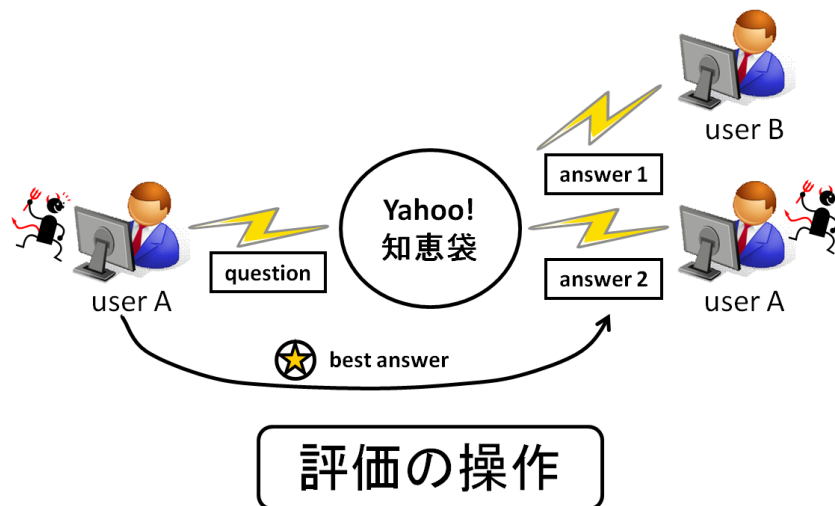 user B
answer 1
Yahoo!
知恵袋
question
answer 2
user A
user A
best answer
評価の操作